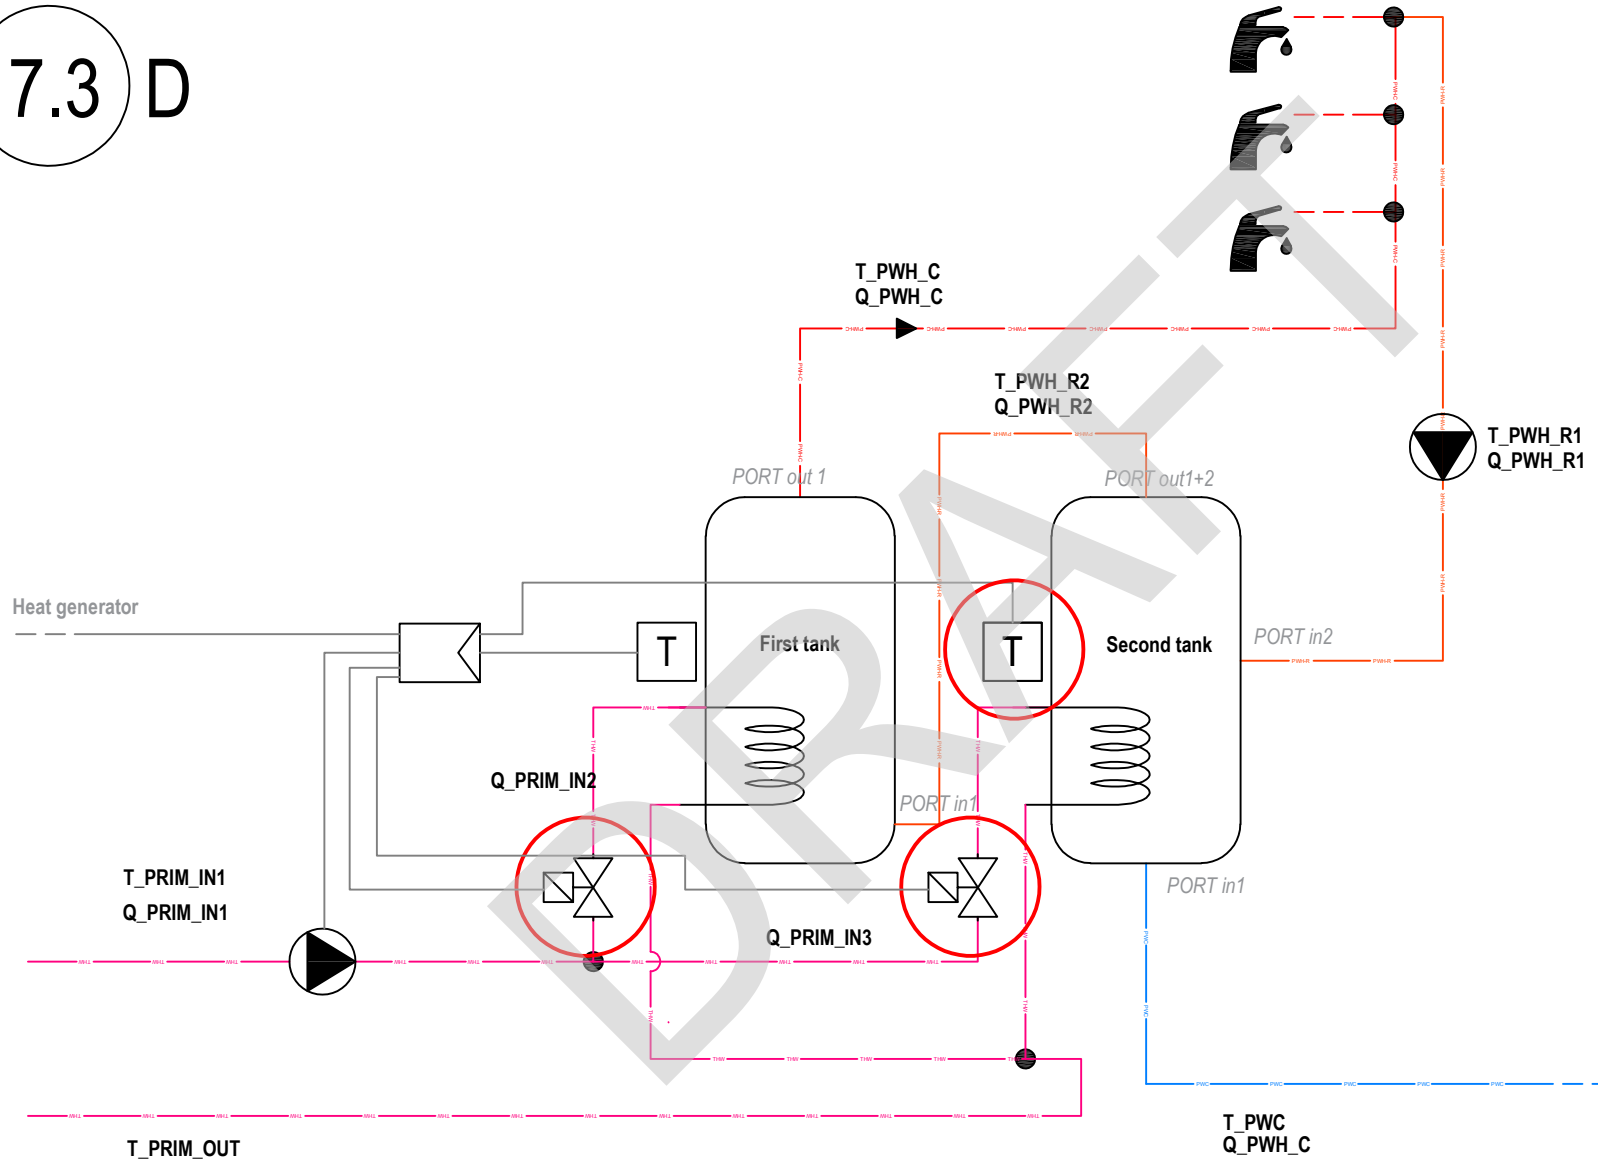 7.3 D
T_PWH_C
Q_PWH_C
T_PWH_R2
Q_PWH_R2
T_PWH_R1
Q_PWH_R1
PORT out 1
PORT out1+2
Heat generator
T
First tank
T
Second tank
PORT in2
Q_PRIM_IN2
PORT in1
PORT in1
T_PRIM_IN1
Q_PRIM_IN1
Q_PRIM_IN3
T_PRIM_OUT
T_PWC
Q_PWH_C
DRAFT